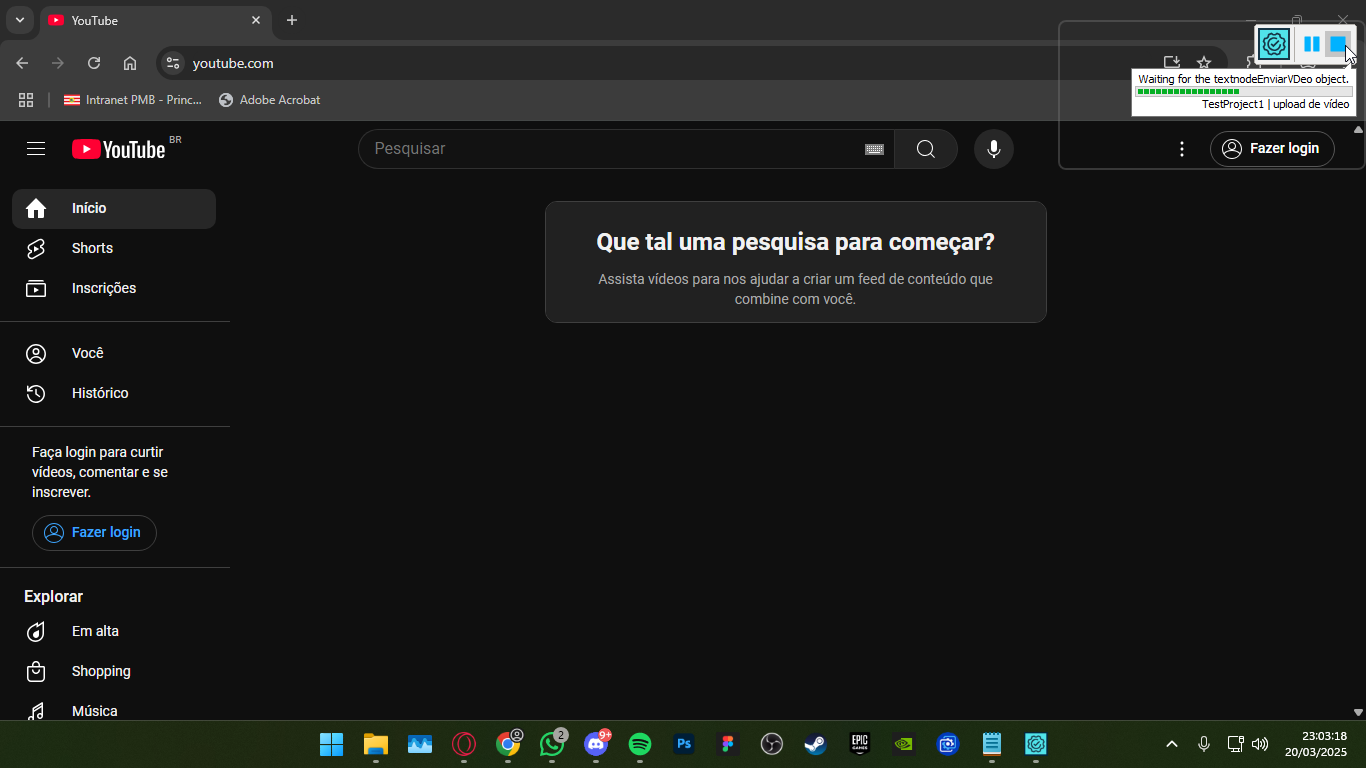 YouTube
youtube.com
Intranet PMB - Princ...
Adobe Acrobat
Waiting for the textnodeEnviarVDeo object.
TestProject1 | upload de vídeo
YouTube BR
Pesquisar
Fazer login
Início
Shorts
Inscrições
Você
Histórico
Faça login para curtir
vídeos, comentar e se
inscrever.
Fazer login
Explorar
Em alta
Shopping
Música
Que tal uma pesquisa para começar?
Assista vídeos para nos ajudar a criar um feed de conteúdo que
combine com você.
2
9+
Ps
EPIC
GAMES
23:03:18
20/03/2025